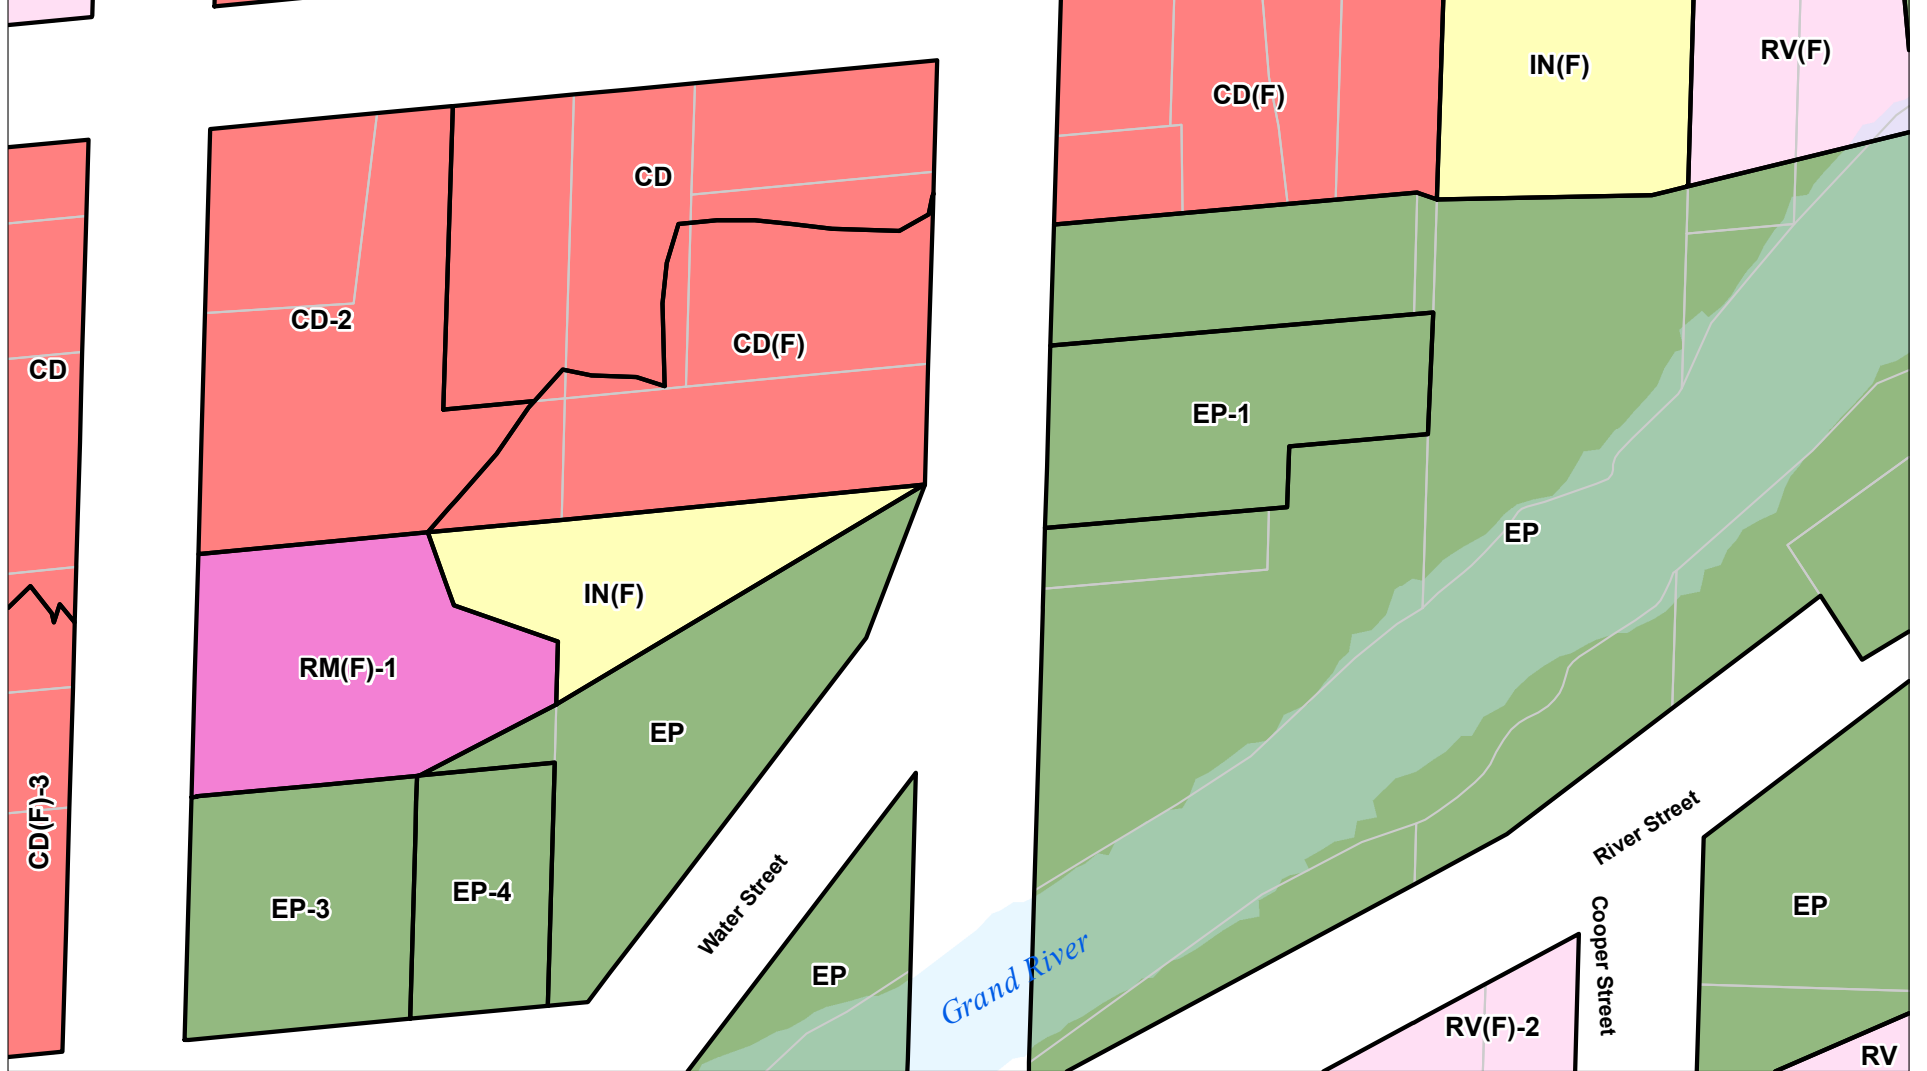 RV(F)
IN(F)
CD(F)
CD
CD-2
CD(F)
CD
EP-1
EP
IN(F)
RM(F)-1
EP
CD(F)-3
River Street
EP-4
EP-3
Water Street
EP
Cooper Street
EP
Grand River
RV(F)-2
RV